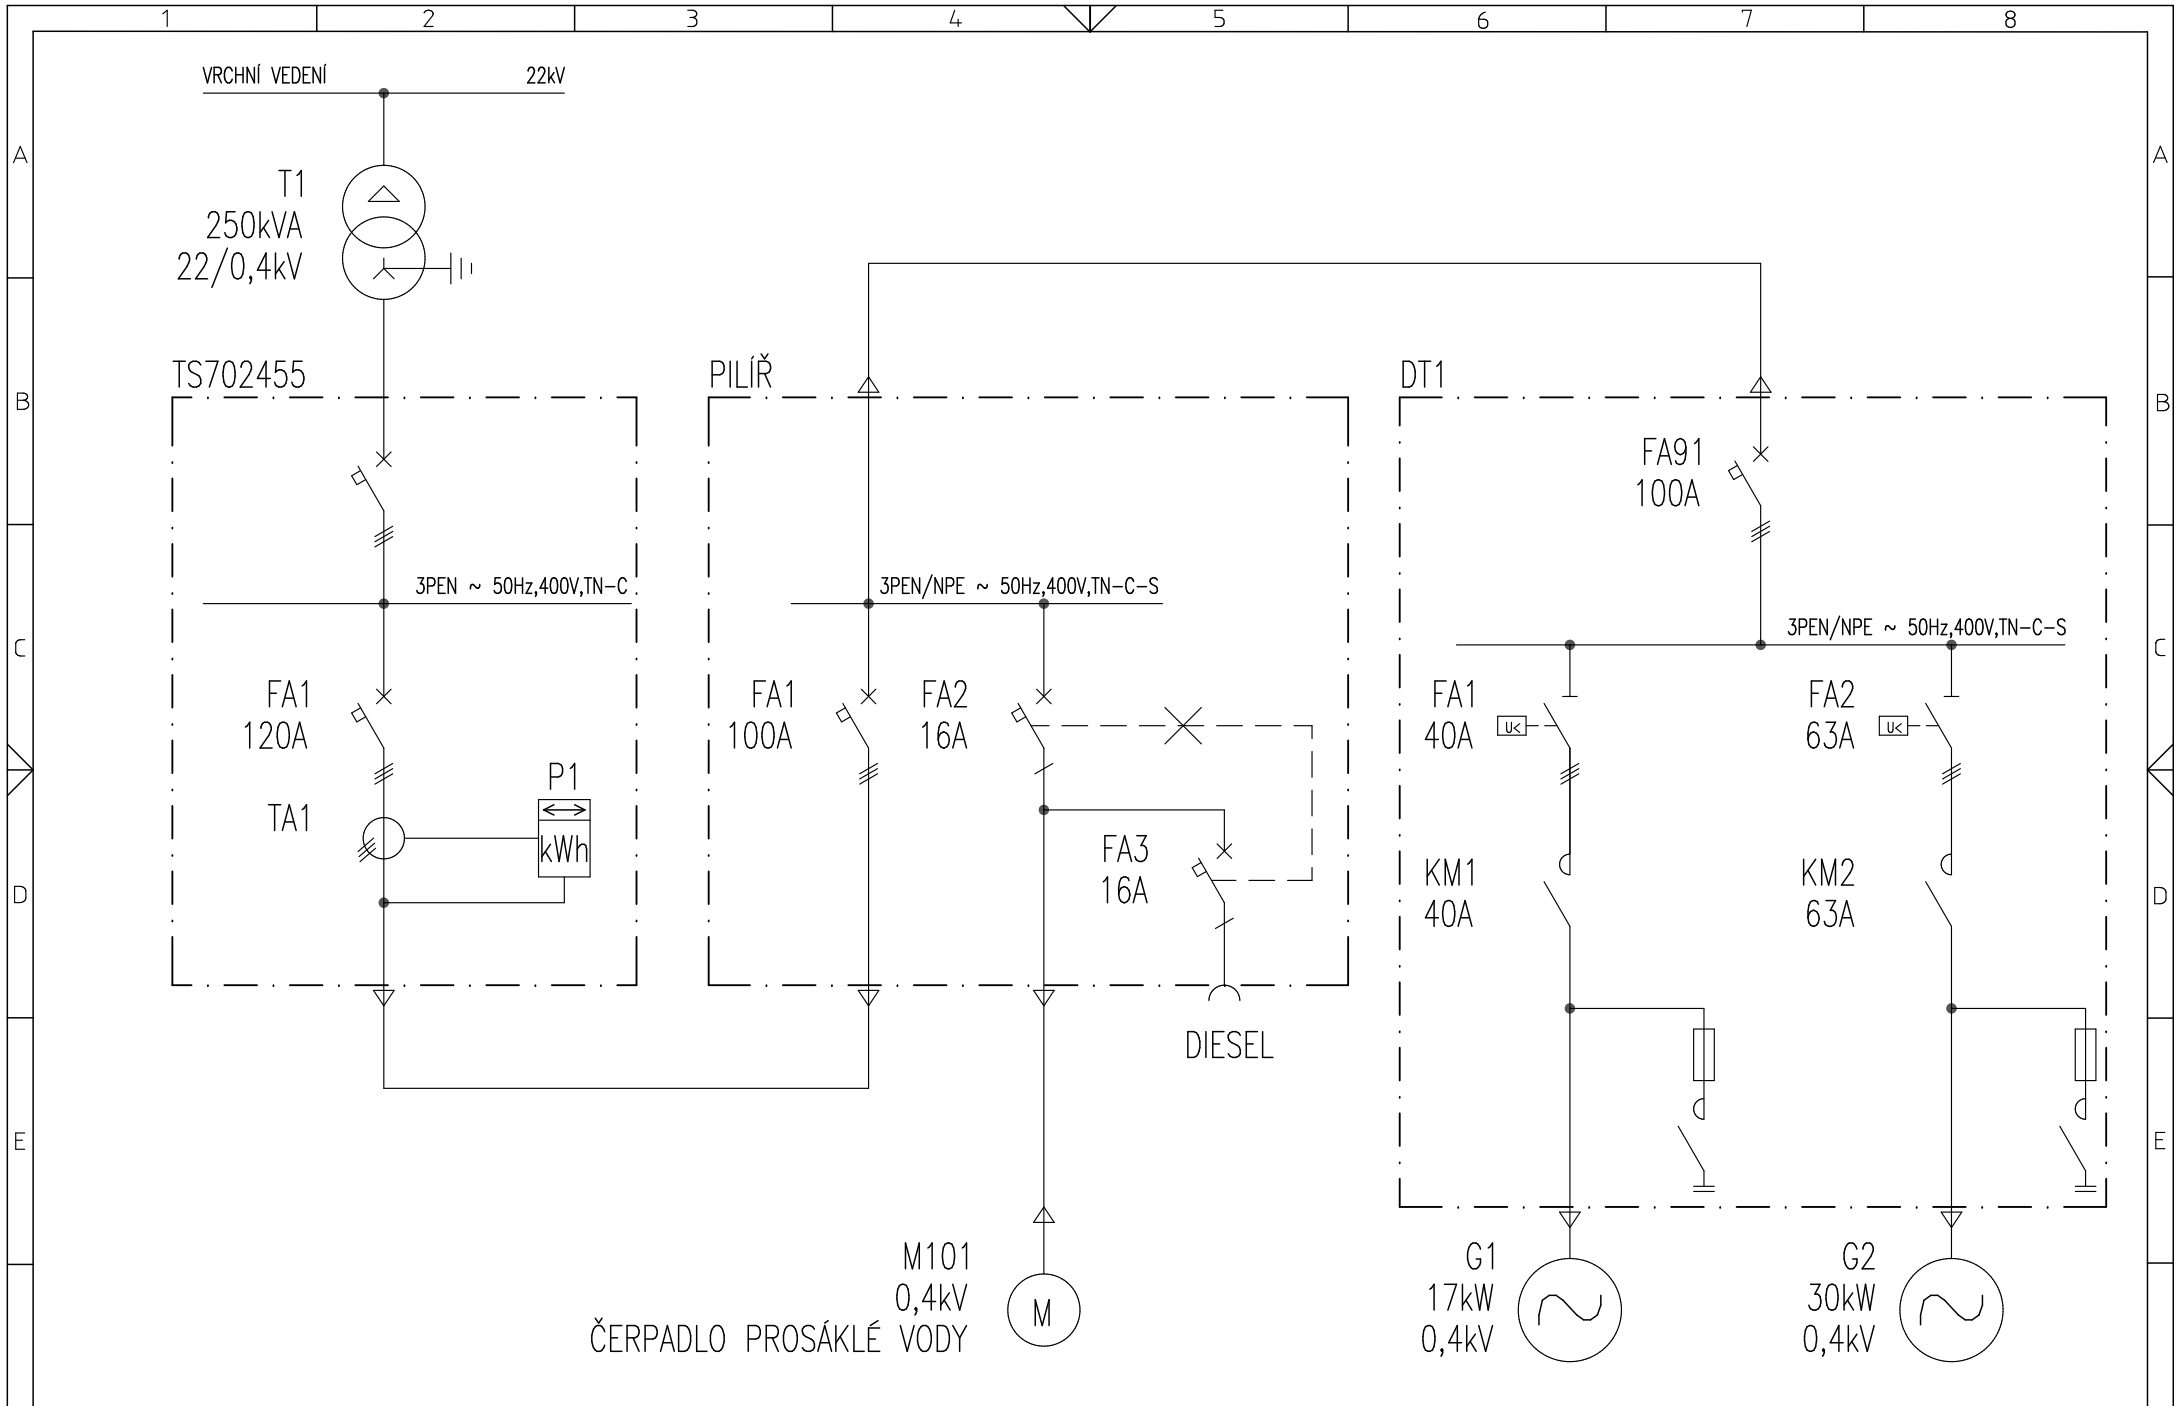 1 2 3 4 5 6 7 8
VRCHNÍ VEDENÍ 22kV
A A
T1
250kVA
22/0,4kV
TS702455 PILÍŘ DT1
B B
FA91
100A
3PEN ~ 50Hz,400V,TN-C 3PEN/NPE ~ 50Hz,400V,TN-C-S
3PEN/NPE ~ 50Hz,400V,TN-C-S
C C
FA1 FA1 FA2 FA1 FA2
120A 100A 16A 40A U< 63A U<
P1
TA1
kWh
FA3
16A
KM1 KM2
40A 63A
D D
DIESEL
E E
M101 G1 G2
0,4kV 17kW 30kW
M
ČERPADLO PROSÁKLÉ VODY 0,4kV 0,4kV